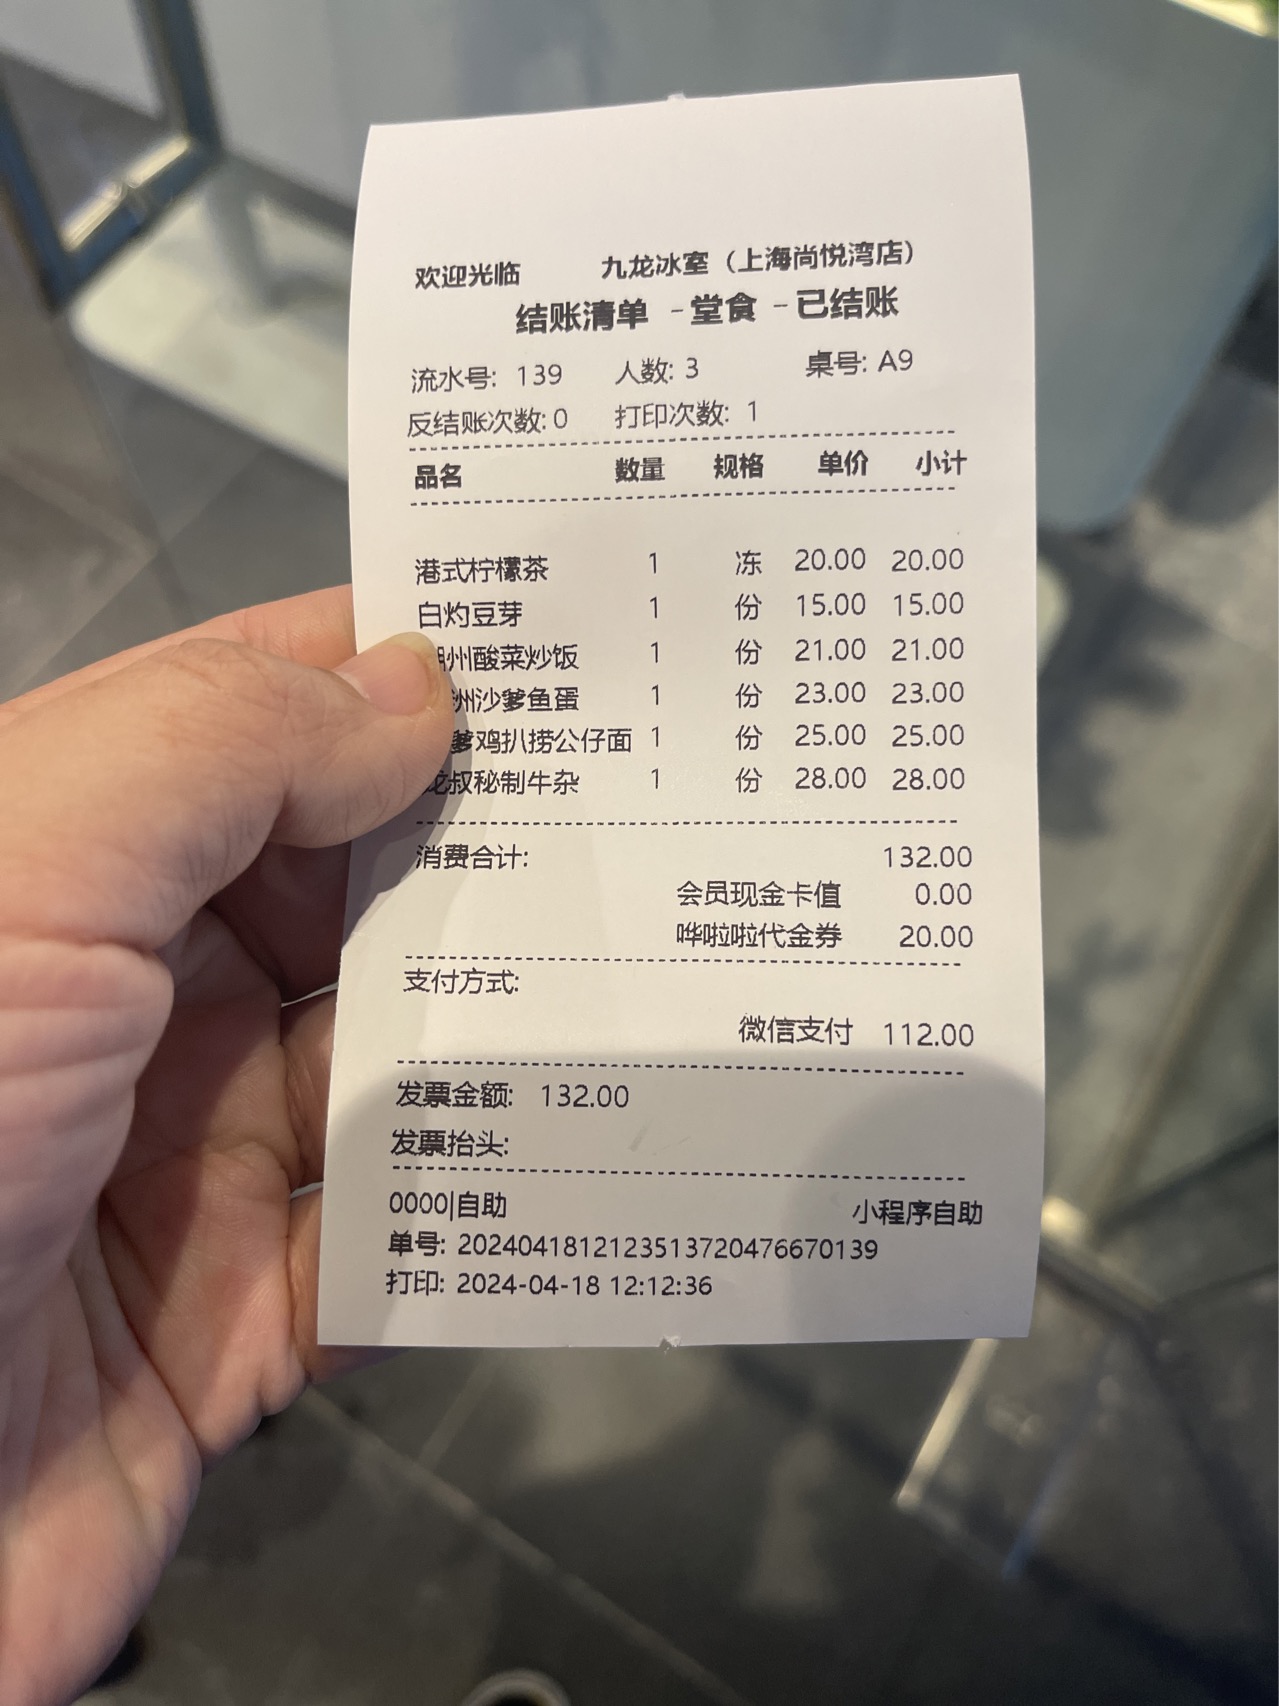 欢迎光临 九龙冰室（上海尚悦湾店）
结账清单 -堂食 -已结账
流水号: 139 人数: 3 桌号: A9
反结账次数: 0 打印次数: 1
品名 数量 规格 单价 小计
港式柠檬茶 1 冻 20.00 20.00
白灼豆芽 1 份 15.00 15.00
州酸菜炒饭 1 份 21.00 21.00
洲沙爹鱼蛋 1 份 23.00 23.00
爹鸡扒捞公仔面 1 份 25.00 25.00
龙叔秘制牛杂 1 份 28.00 28.00
消费合计: 132.00
会员现金卡值 0.00
哗啦啦代金券 20.00
支付方式:
微信支付 112.00
发票金额: 132.00
发票抬头:
0000|自助 小程序自助
单号: 2024041812123513720476670139
打印: 2024-04-18 12:12:36